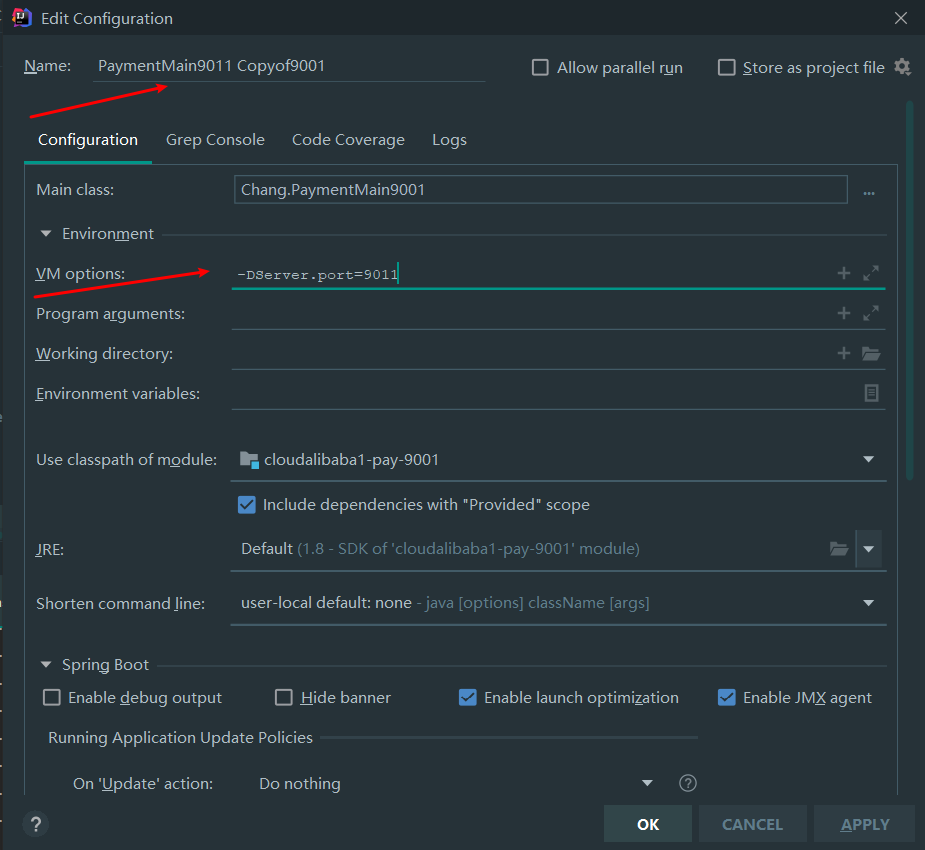 Edit Configuration
Name: PaymentMain9011 Copyof9001 Allow parallel run Store as project file
Configuration Grep Console Code Coverage Logs
Main class: Chang.PaymentMain9001 ...
Environment
VM options: -DServer.port=9011
Program arguments:
Working directory:
Environment variables:
Use classpath of module: cloudalibaba1-pay-9001
Include dependencies with "Provided" scope
JRE: Default (1.8 - SDK of 'cloudalibaba1-pay-9001' module)
Shorten command line: user-local default: none - java [options] className [args]
Spring Boot
Enable debug output Hide banner Enable launch optimization Enable JMX agent
Running Application Update Policies
On 'Update' action: Do nothing ?
? OK CANCEL APPLY